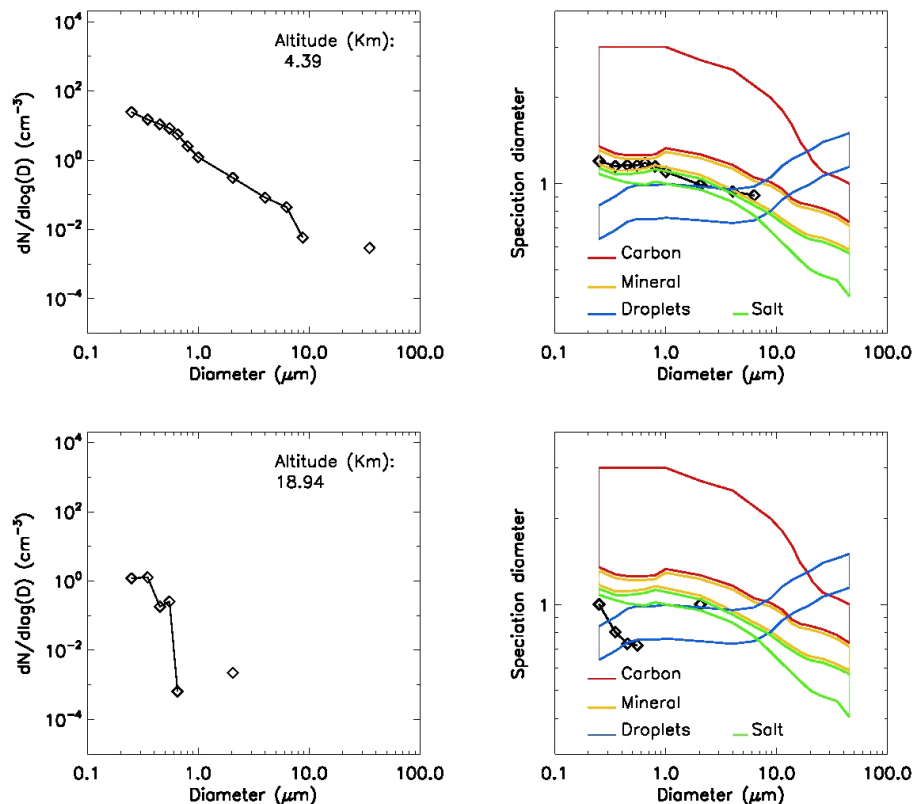 10⁴
10²
10⁰
10⁻²
10⁻⁴
dN/dlog(D) (cm⁻³)
Altitude (Km):
4.39
0.1 1.0 10.0 100.0
Diameter (μm)
Speciation diameter
1
Carbon
Mineral
Droplets Salt
0.1 1.0 10.0 100.0
Diameter (μm)
10⁴
10²
10⁰
10⁻²
10⁻⁴
dN/dlog(D) (cm⁻³)
Altitude (Km):
18.94
0.1 1.0 10.0 100.0
Diameter (μm)
Speciation diameter
1
Carbon
Mineral
Droplets Salt
0.1 1.0 10.0 100.0
Diameter (μm)